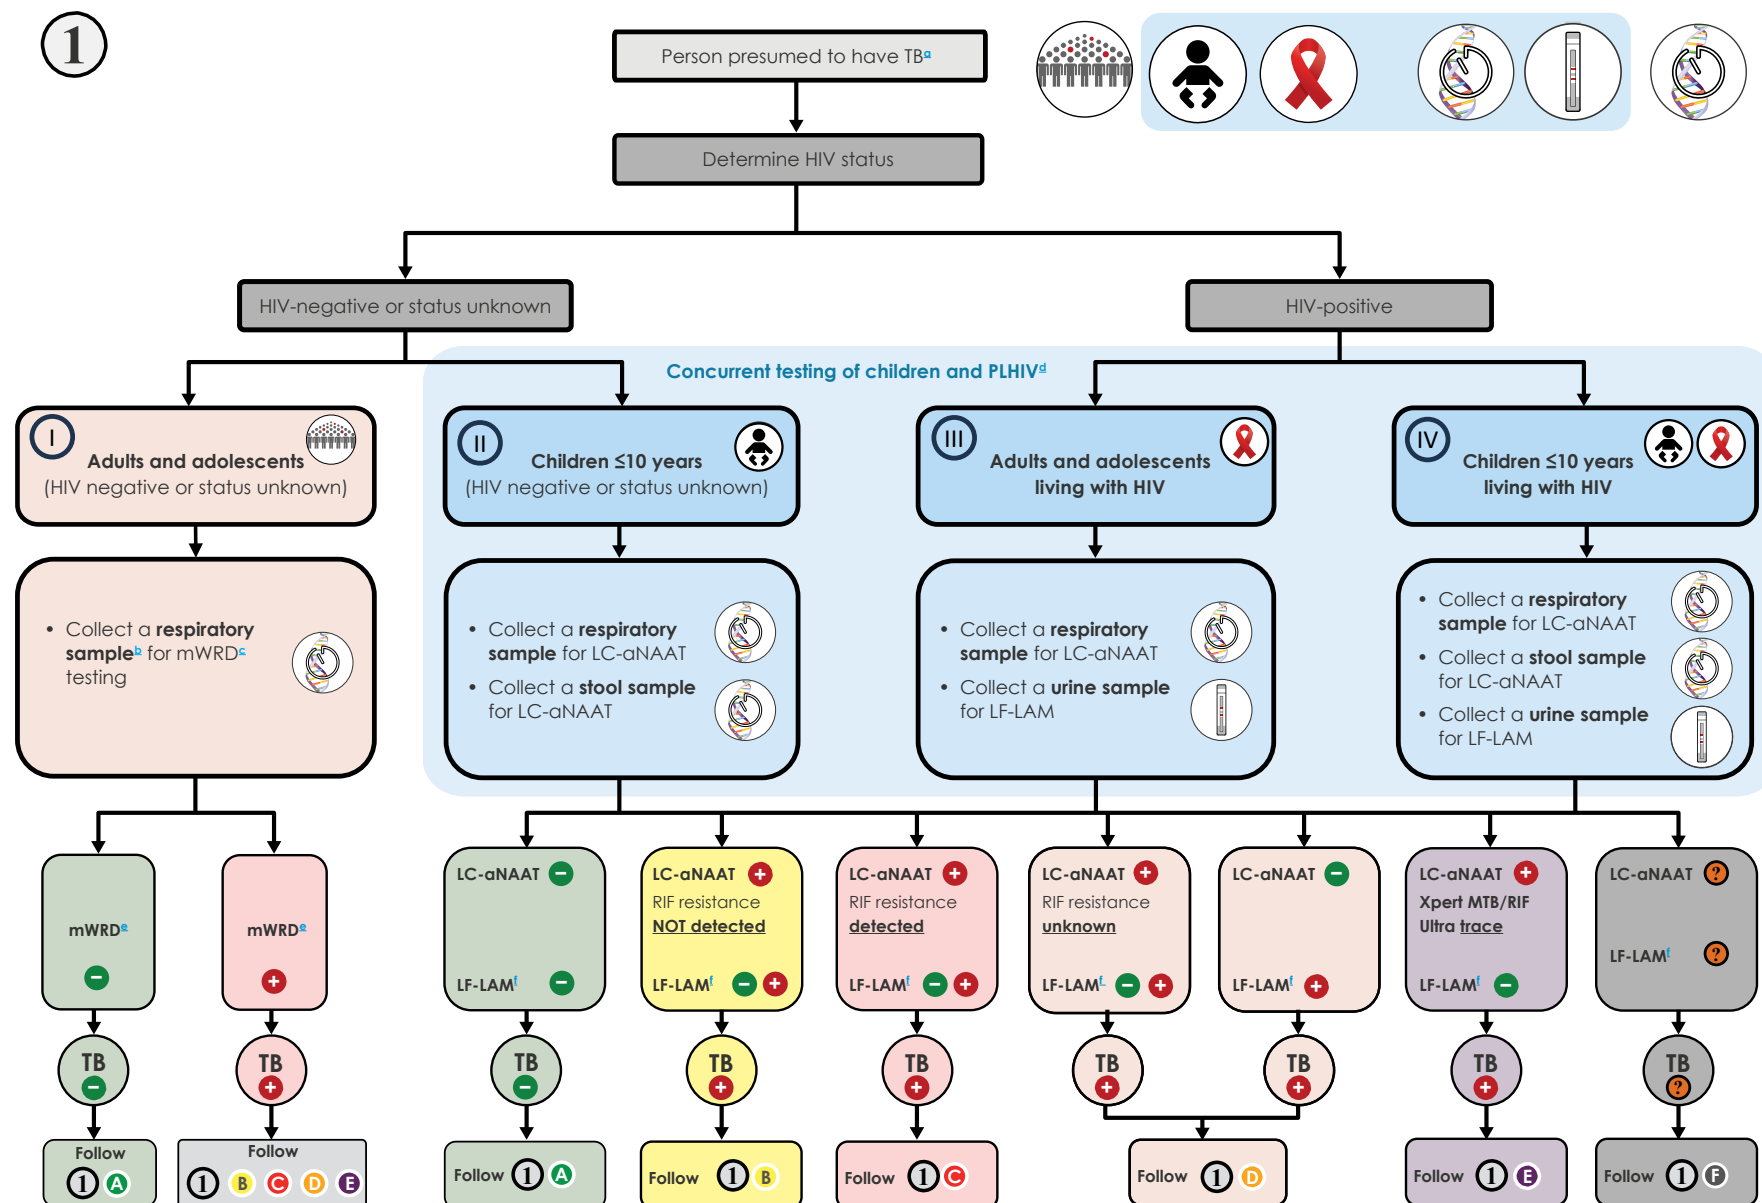 1
Person presumed to have TBa
Determine HIV status
HIV-negative or status unknown
HIV-positive
Concurrent testing of children and PLHIVd
I
Adults and adolescents
(HIV negative or status unknown)
II
Children ≤10 years
(HIV negative or status unknown)
III
Adults and adolescents
living with HIV
IV
Children ≤10 years
living with HIV
• Collect a respiratory
sampleb for mWRDc
testing
• Collect a respiratory
sample for LC-aNAAT
• Collect a stool sample
for LC-aNAAT
• Collect a respiratory
sample for LC-aNAAT
• Collect a urine sample
for LF-LAM
• Collect a respiratory
sample for LC-aNAAT
• Collect a stool sample
for LC-aNAAT
• Collect a urine sample
for LF-LAM
mWRDe
−
mWRDe
+
LC-aNAAT −
LF-LAMf −
LC-aNAAT +
RIF resistance
NOT detected
LF-LAMf − +
LC-aNAAT +
RIF resistance
detected
LF-LAMf − +
LC-aNAAT +
RIF resistance
unknown
LF-LAMf − +
LC-aNAAT −
LF-LAMf +
LC-aNAAT +
Xpert MTB/RIF
Ultra trace
LF-LAMf −
LC-aNAAT ?
LF-LAMf ?
TB
−
TB
+
TB
−
TB
+
TB
+
TB
+
TB
+
TB
+
TB
?
Follow
1 A
Follow
1 B C D E
Follow 1 A
Follow 1 B
Follow 1 C
Follow 1 D
Follow 1 E
Follow 1 F